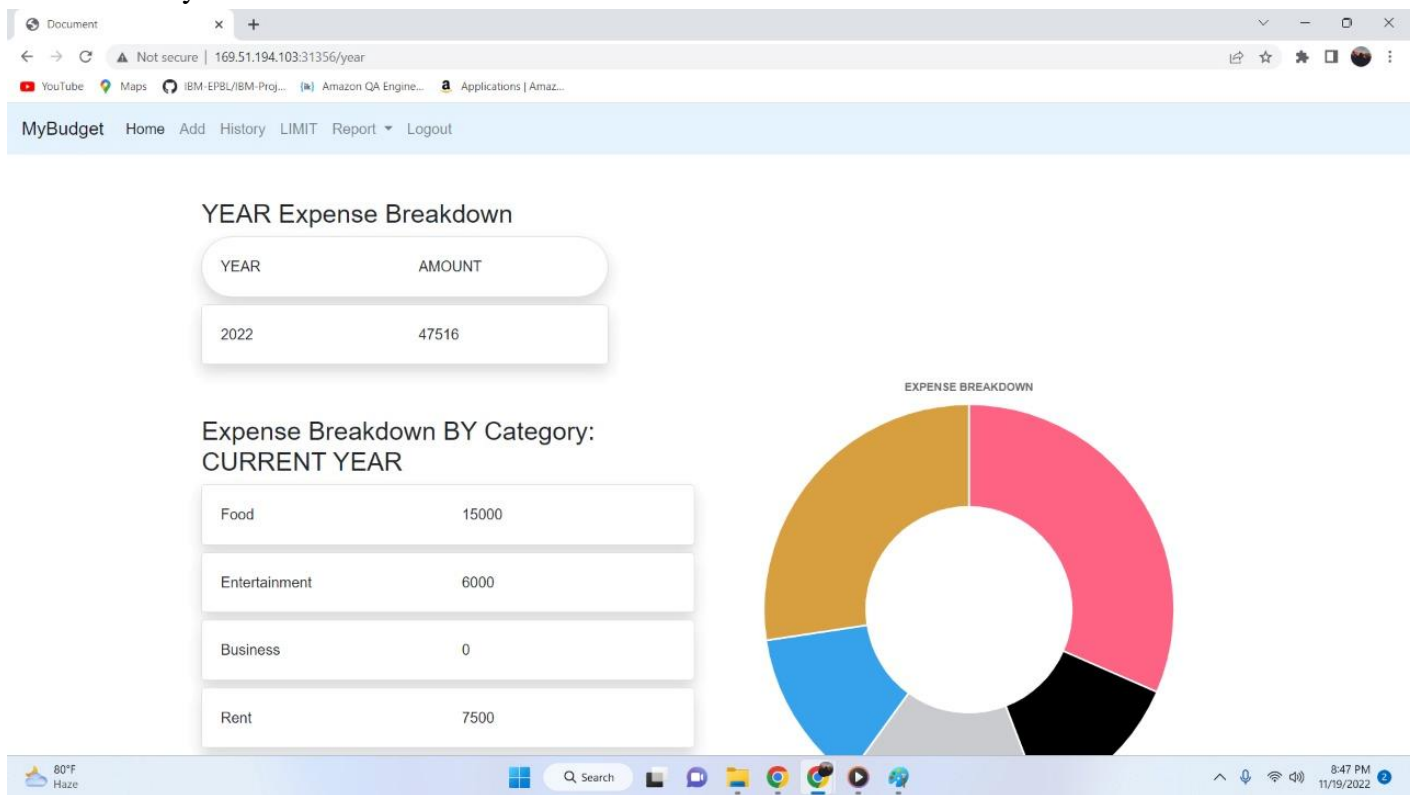 Document
Not secure | 169.51.194.103:31356/year
YouTube Maps IBM-EPBL/IBM-Proj... Amazon QA Engine... Applications | Amaz...
MyBudget Home Add History LIMIT Report Logout
YEAR Expense Breakdown
YEAR AMOUNT
2022 47516
EXPENSE BREAKDOWN
Expense Breakdown BY Category:
CURRENT YEAR
Food 15000
Entertainment 6000
Business 0
Rent 7500
80°F
Haze
Search
8:47 PM
11/19/2022
2